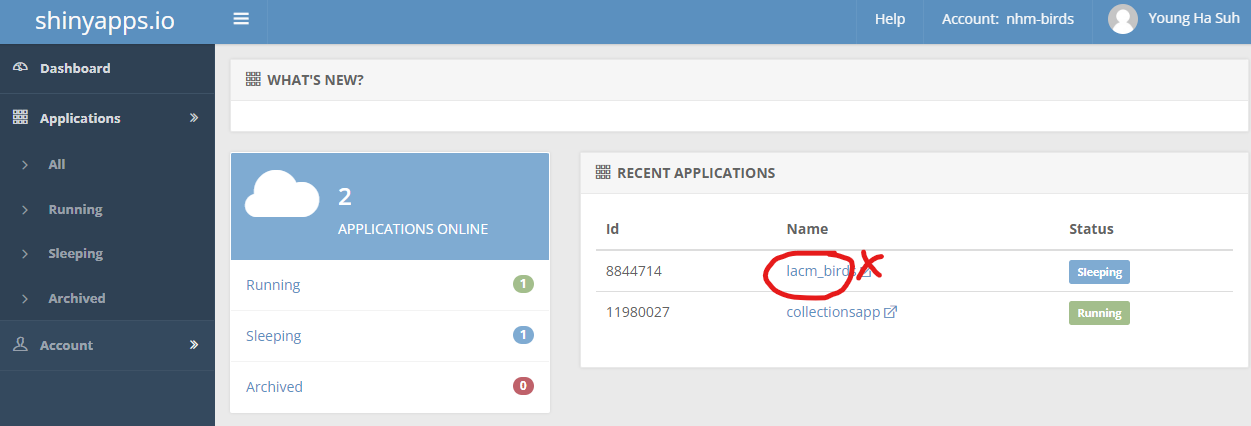 shinyapps.io
Help
Account: nhm-birds
Young Ha Suh
Dashboard
Applications
All
Running
Sleeping
Archived
Account
WHAT'S NEW?
2
APPLICATIONS ONLINE
Running 1
Sleeping 1
Archived 0
RECENT APPLICATIONS
Id Name Status
8844714 lacm_birds Sleeping
11980027 collectionsapp Running